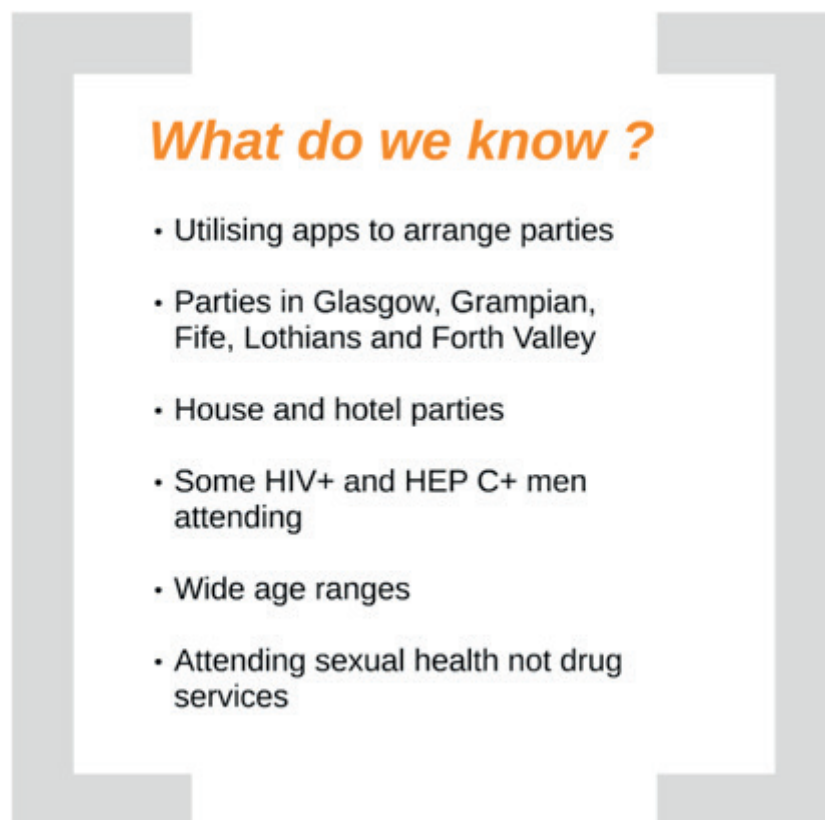 What do we know ?
• Utilising apps to arrange parties
• Parties in Glasgow, Grampian,
Fife, Lothians and Forth Valley
• House and hotel parties
• Some HIV+ and HEP C+ men
attending
• Wide age ranges
• Attending sexual health not drug
services